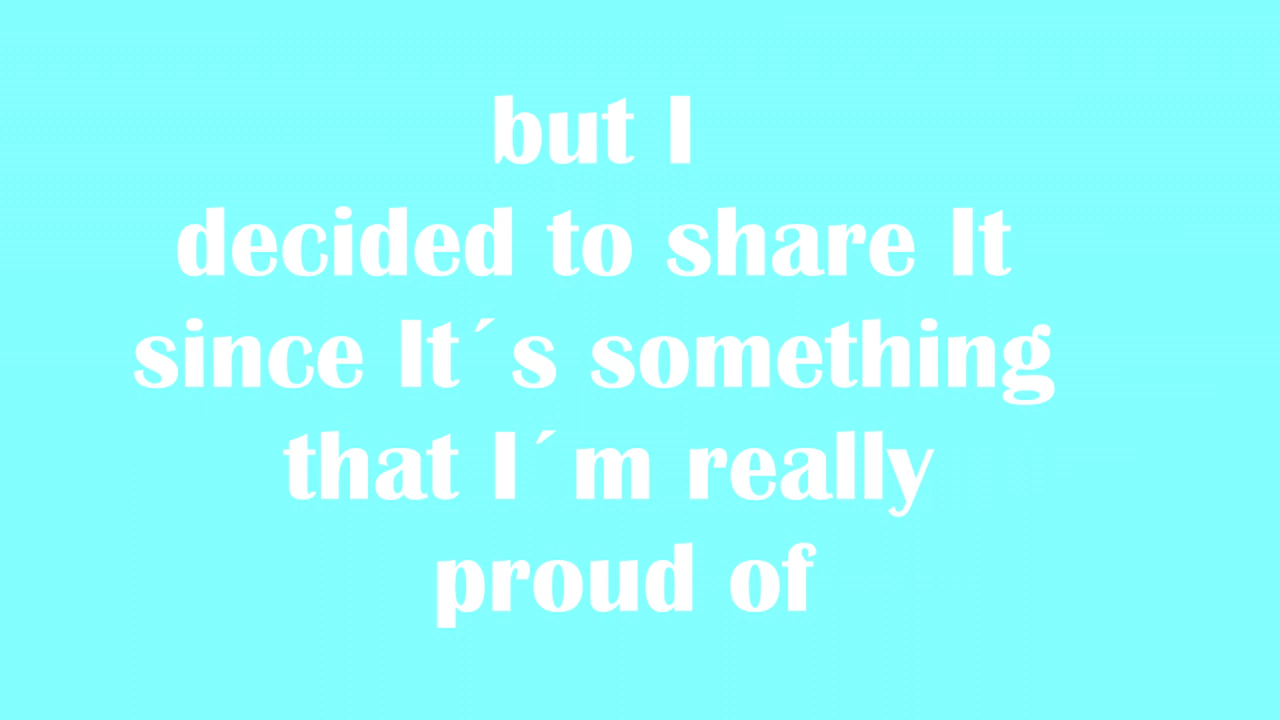 but I
decided to share It
since It´s something
that I´m really
proud of